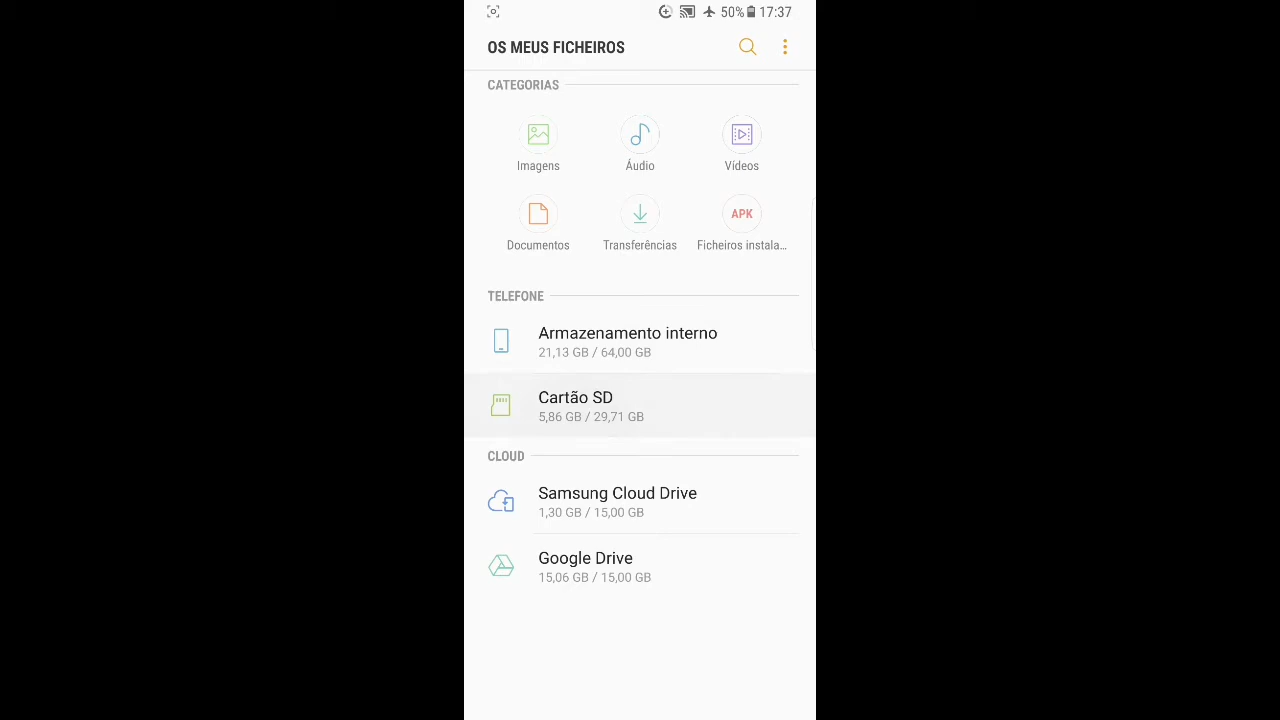 50% 17:37
OS MEUS FICHEIROS
CATEGORIAS
Imagens
Áudio
Vídeos
APK
Documentos
Transferências
Ficheiros instala...
TELEFONE
Armazenamento interno
21,13 GB / 64,00 GB
Cartão SD
5,86 GB / 29,71 GB
CLOUD
Samsung Cloud Drive
1,30 GB / 15,00 GB
Google Drive
15,06 GB / 15,00 GB